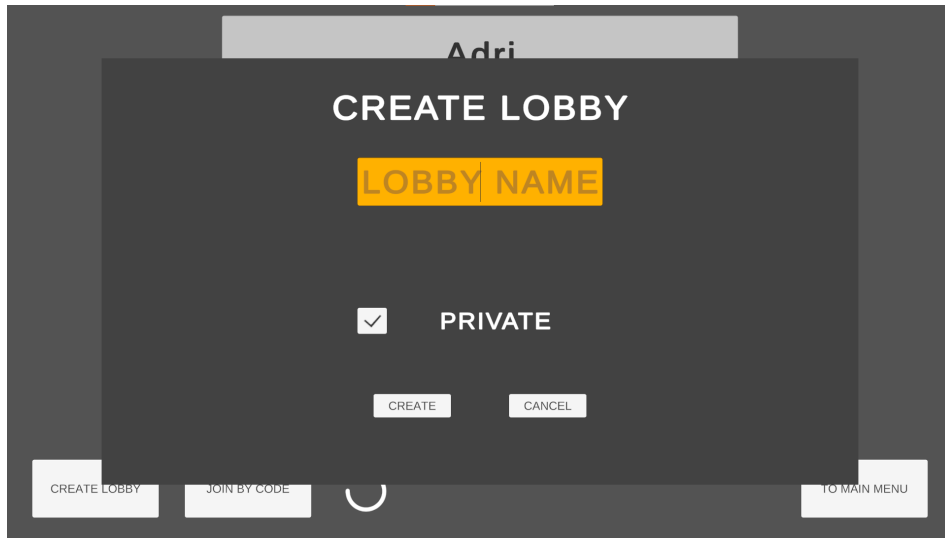 Adri
CREATE LOBBY
LOBBY NAME
PRIVATE
CREATE CANCEL
CREATE LOBBY JOIN BY CODE TO MAIN MENU